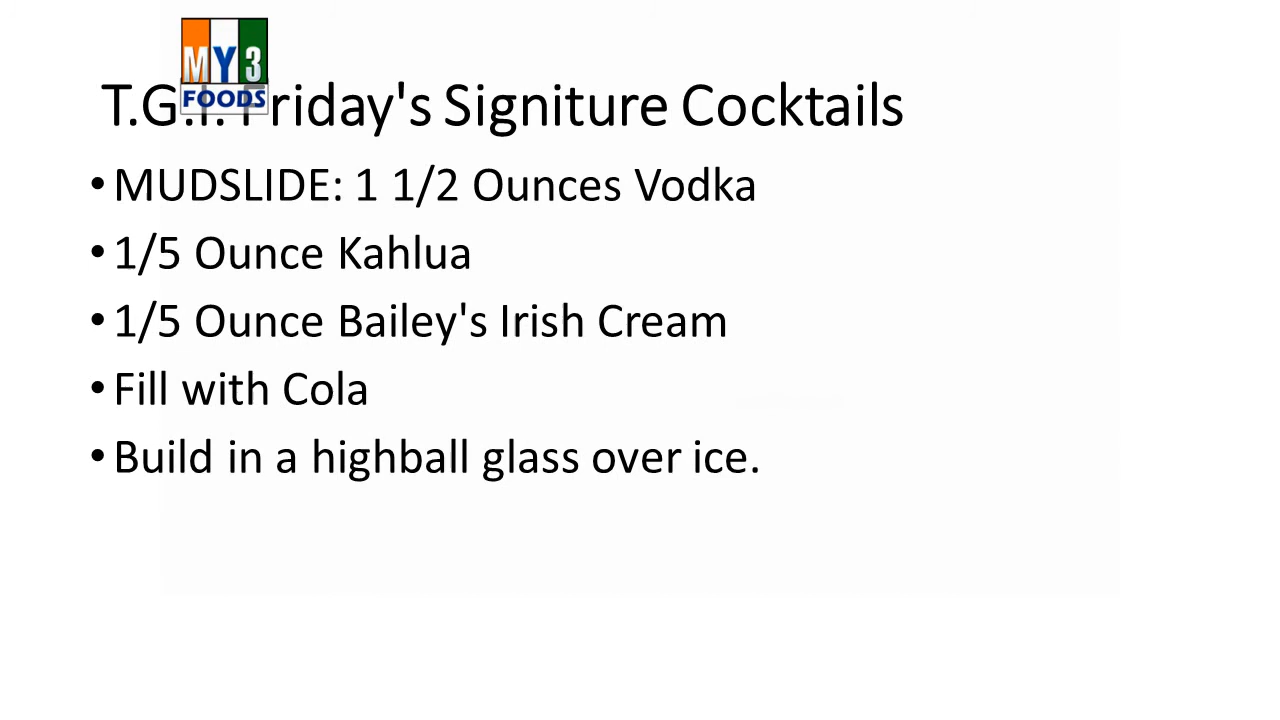 MY3
FOODS
T.G.I. Friday's Signiture Cocktails
• MUDSLIDE: 1 1/2 Ounces Vodka
• 1/5 Ounce Kahlua
• 1/5 Ounce Bailey's Irish Cream
• Fill with Cola
• Build in a highball glass over ice.